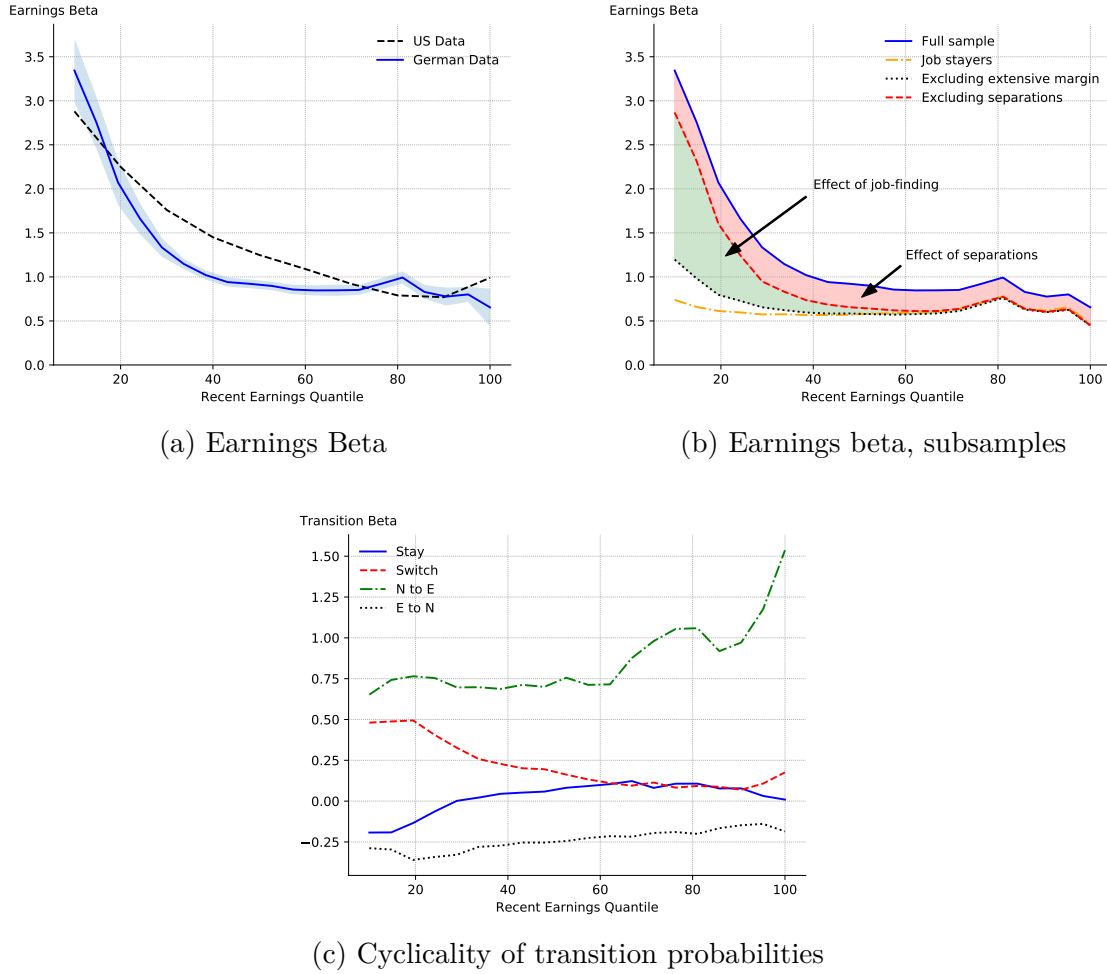 Earnings Beta
US Data
German Data
3.5
3.0
2.5
2.0
1.5
1.0
0.5
0.0
20 40 60 80 100
Recent Earnings Quantile
(a) Earnings Beta
Earnings Beta
Full sample
Job stayers
Excluding extensive margin
Excluding separations
3.5
3.0
2.5
2.0
1.5
1.0
0.5
0.0
Effect of job-finding
Effect of separations
20 40 60 80 100
Recent Earnings Quantile
(b) Earnings beta, subsamples
Transition Beta
Stay
Switch
N to E
E to N
1.50
1.25
1.00
0.75
0.50
0.25
0.00
−0.25
20 40 60 80 100
Recent Earnings Quantile
(c) Cyclicality of transition probabilities